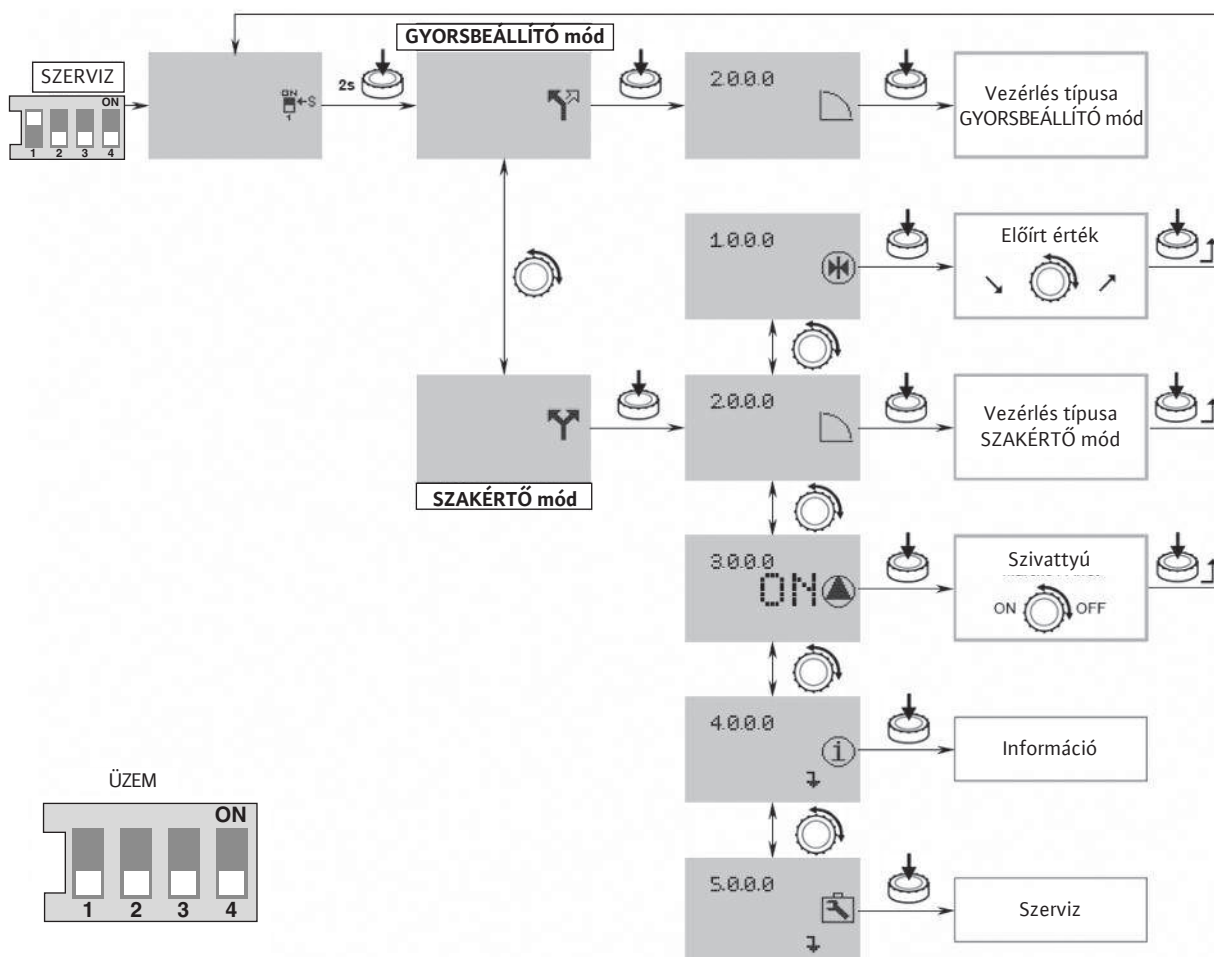 GYORSBEÁLLÍTÓ mód
SZERVIZ
ON
1 2 3 4
ON
S
1
2s
2.0.0.0
Vezérlés típusa
GYORSBEÁLLÍTÓ mód
1.0.0.0
Előírt érték
2.0.0.0
Vezérlés típusa
SZAKÉRTŐ mód
SZAKÉRTŐ mód
3.0.0.0
ON
Szivattyú
ON OFF
4.0.0.0
i
Információ
ÜZEM
ON
1 2 3 4
5.0.0.0
Szerviz